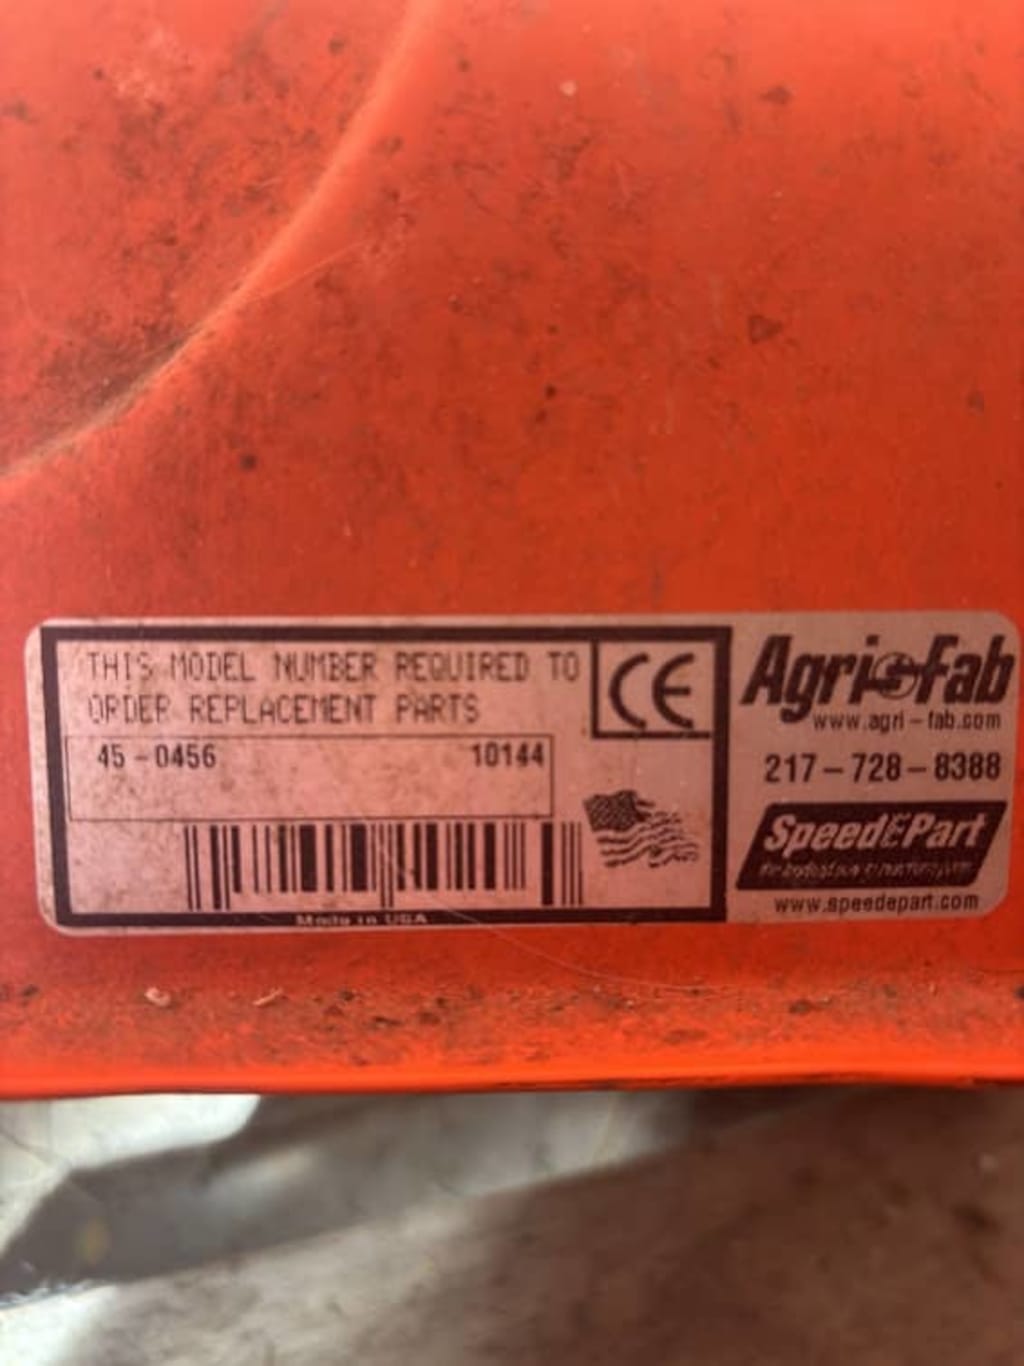 THIS MODEL NUMBER REQUIRED TO
ORDER REPLACEMENT PARTS
45-0456 10144
CE
Made in USA
Agri-Fab
www.agri-fab.com
217-728-8388
SpeedEPart
www.speedepart.com